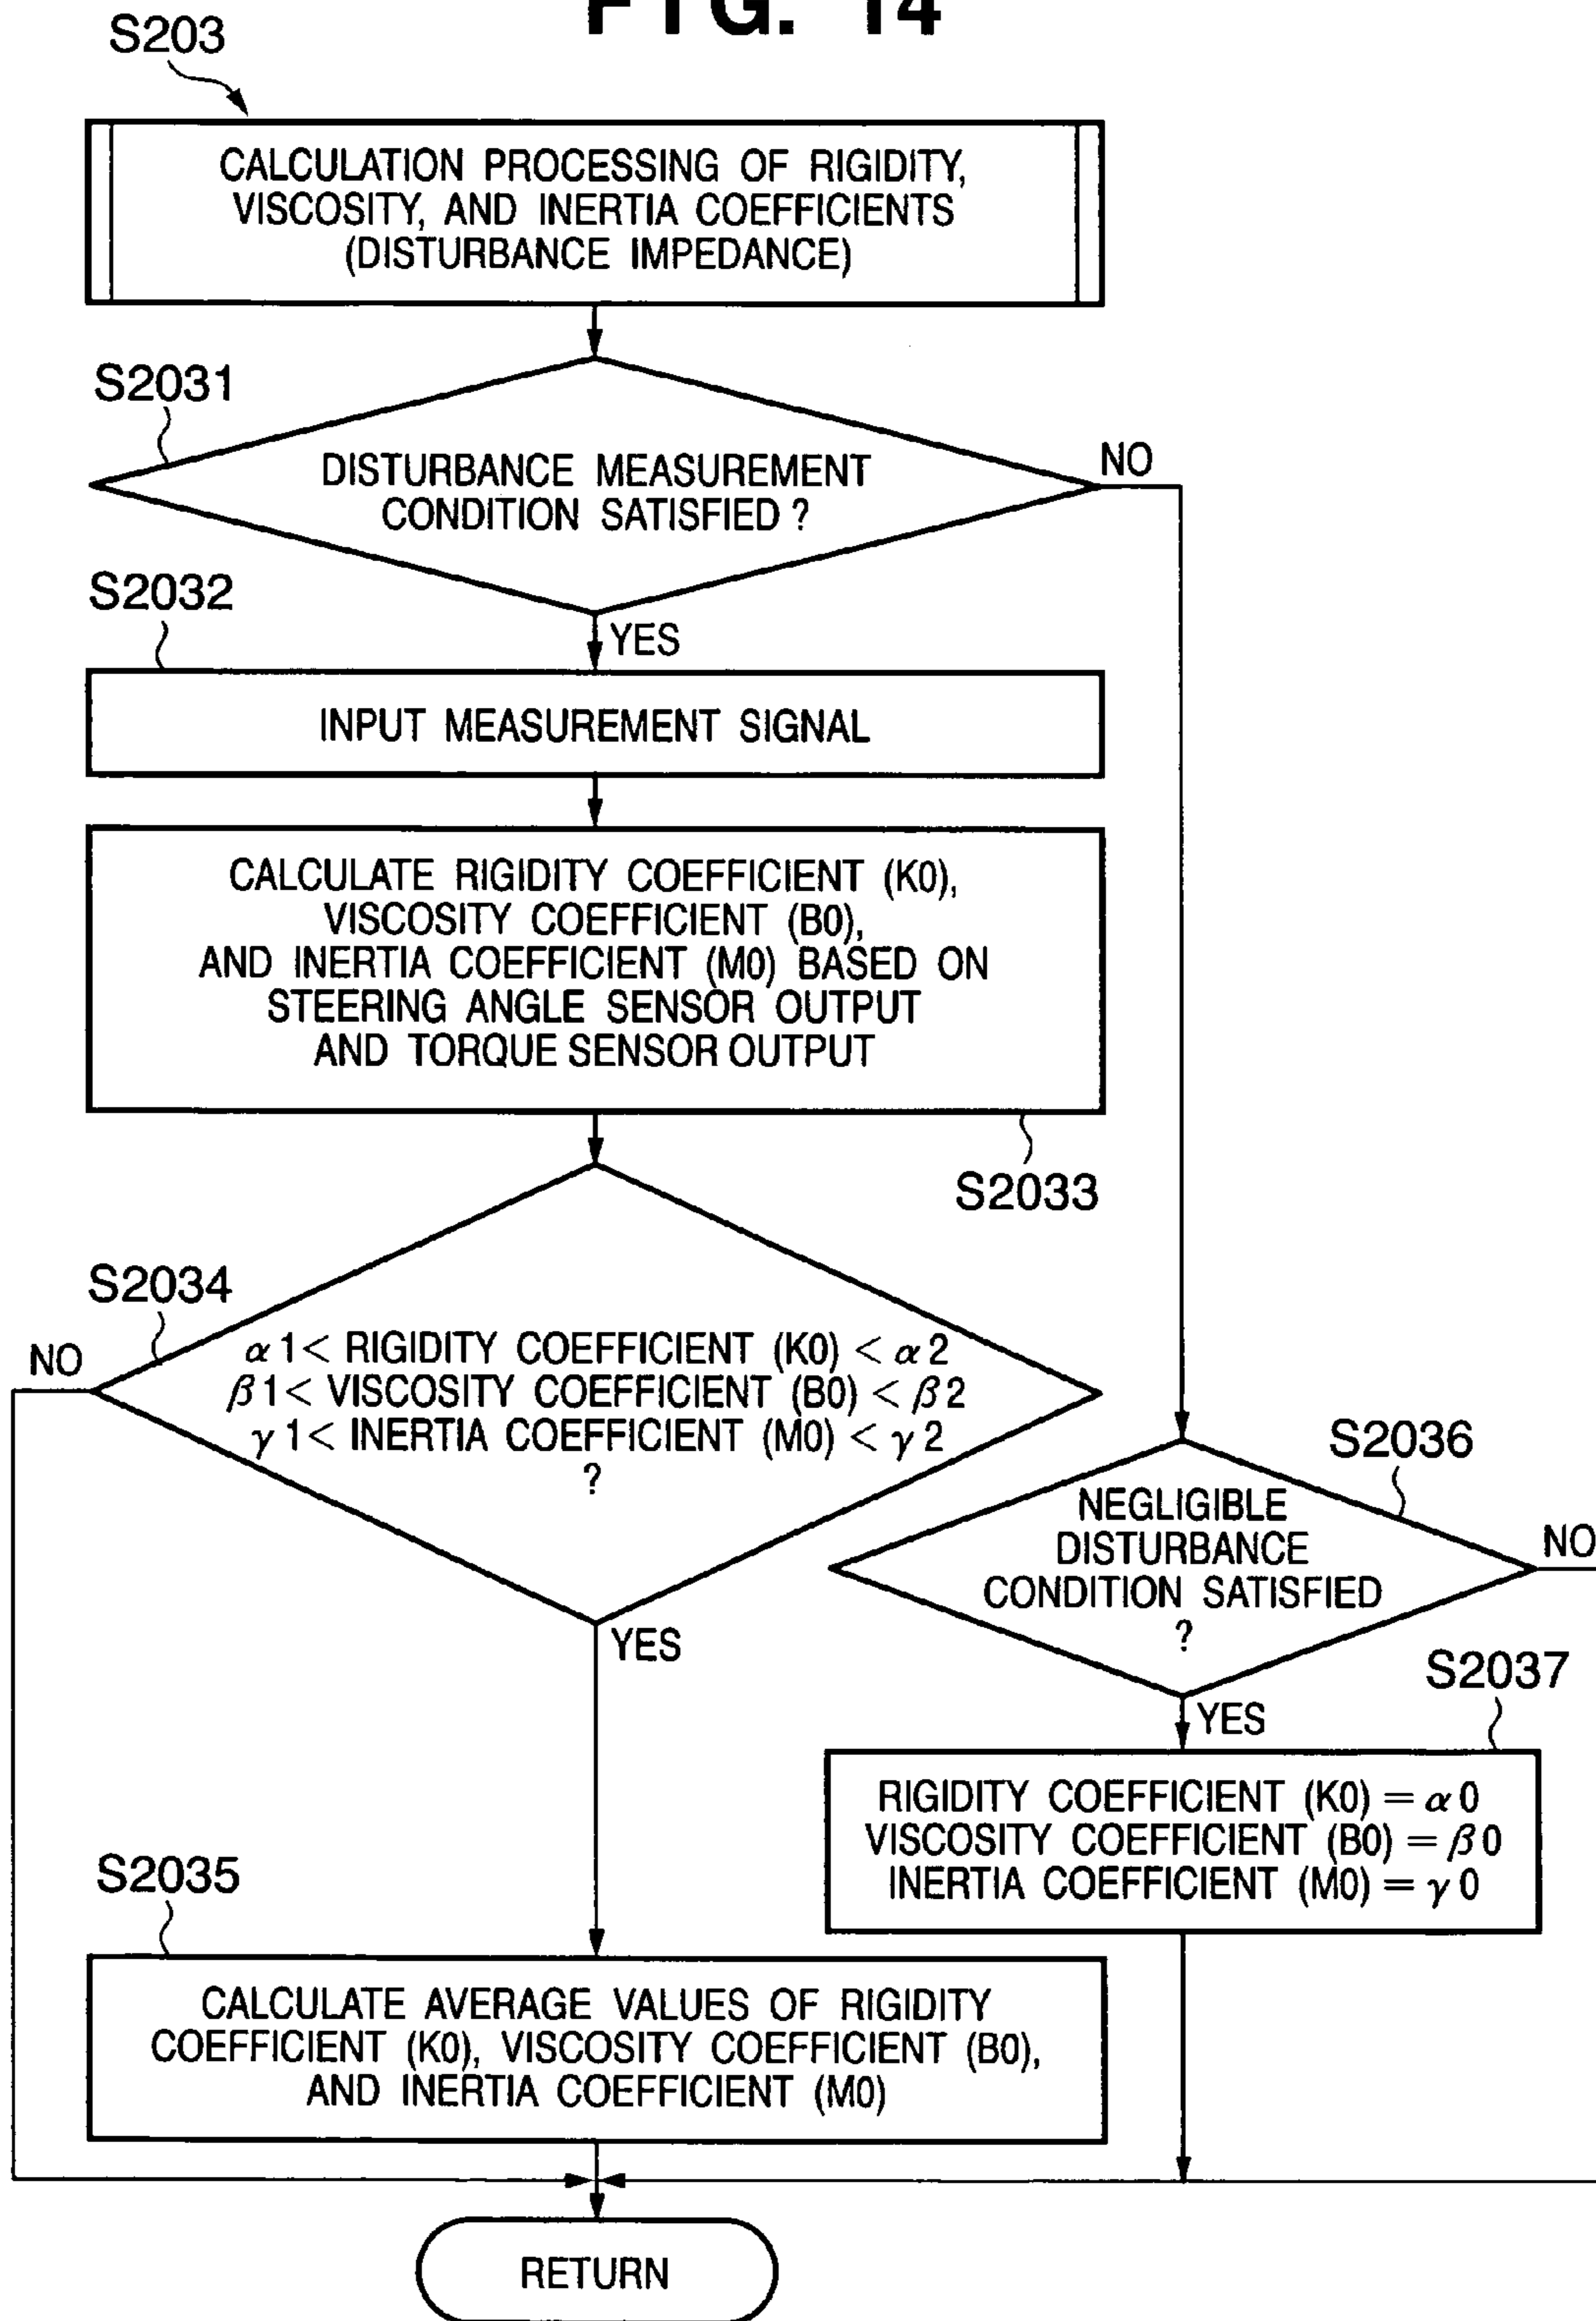 FIG. 14
S203
CALCULATION PROCESSING OF RIGIDITY,
VISCOSITY, AND INERTIA COEFFICIENTS
(DISTURBANCE IMPEDANCE)
S2031
DISTURBANCE MEASUREMENT
CONDITION SATISFIED ?
NO
S2032
YES
INPUT MEASUREMENT SIGNAL
CALCULATE RIGIDITY COEFFICIENT (K0),
VISCOSITY COEFFICIENT (B0),
AND INERTIA COEFFICIENT (M0) BASED ON
STEERING ANGLE SENSOR OUTPUT
AND TORQUE SENSOR OUTPUT
S2033
S2034
NO
α1< RIGIDITY COEFFICIENT (K0) < α2
β1< VISCOSITY COEFFICIENT (B0) < β2
γ1< INERTIA COEFFICIENT (M0) < γ2
?
YES
S2036
NEGLIGIBLE
DISTURBANCE
CONDITION SATISFIED
?
NO
YES
S2037
RIGIDITY COEFFICIENT (K0) = α0
VISCOSITY COEFFICIENT (B0) = β0
INERTIA COEFFICIENT (M0) = γ0
S2035
CALCULATE AVERAGE VALUES OF RIGIDITY
COEFFICIENT (K0), VISCOSITY COEFFICIENT (B0),
AND INERTIA COEFFICIENT (M0)
RETURN